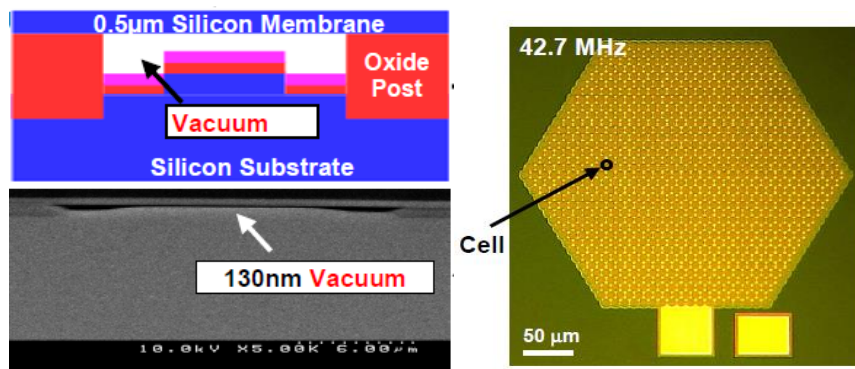 0.5µm Silicon Membrane
Oxide
Post
Vacuum
Silicon Substrate
130nm Vacuum
10.0kV X5.00K 6.00µm
42.7 MHz
Cell
50 µm